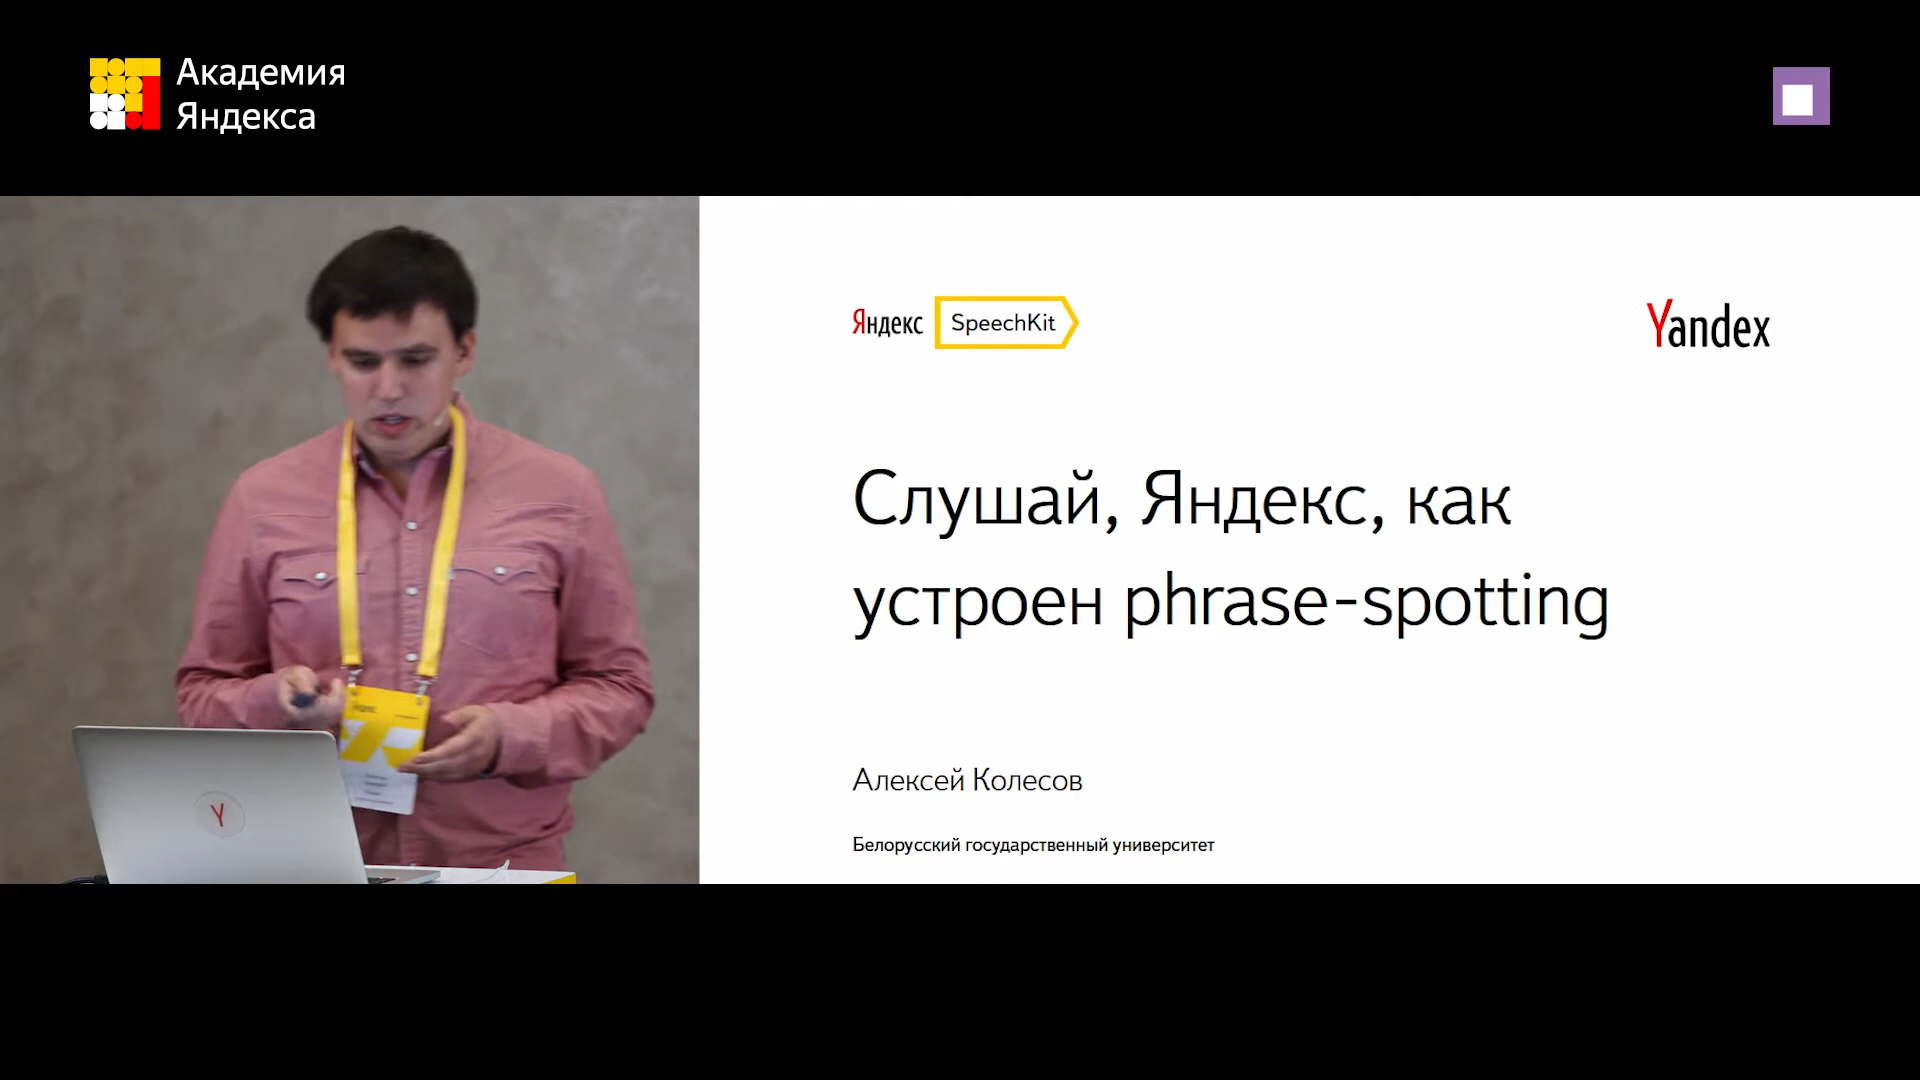 Академия
Яндекса
Яндекс SpeechKit
Yandex
Слушай, Яндекс, как
устроен phrase-spotting
Алексей Колесов
Белорусский государственный университет
Y